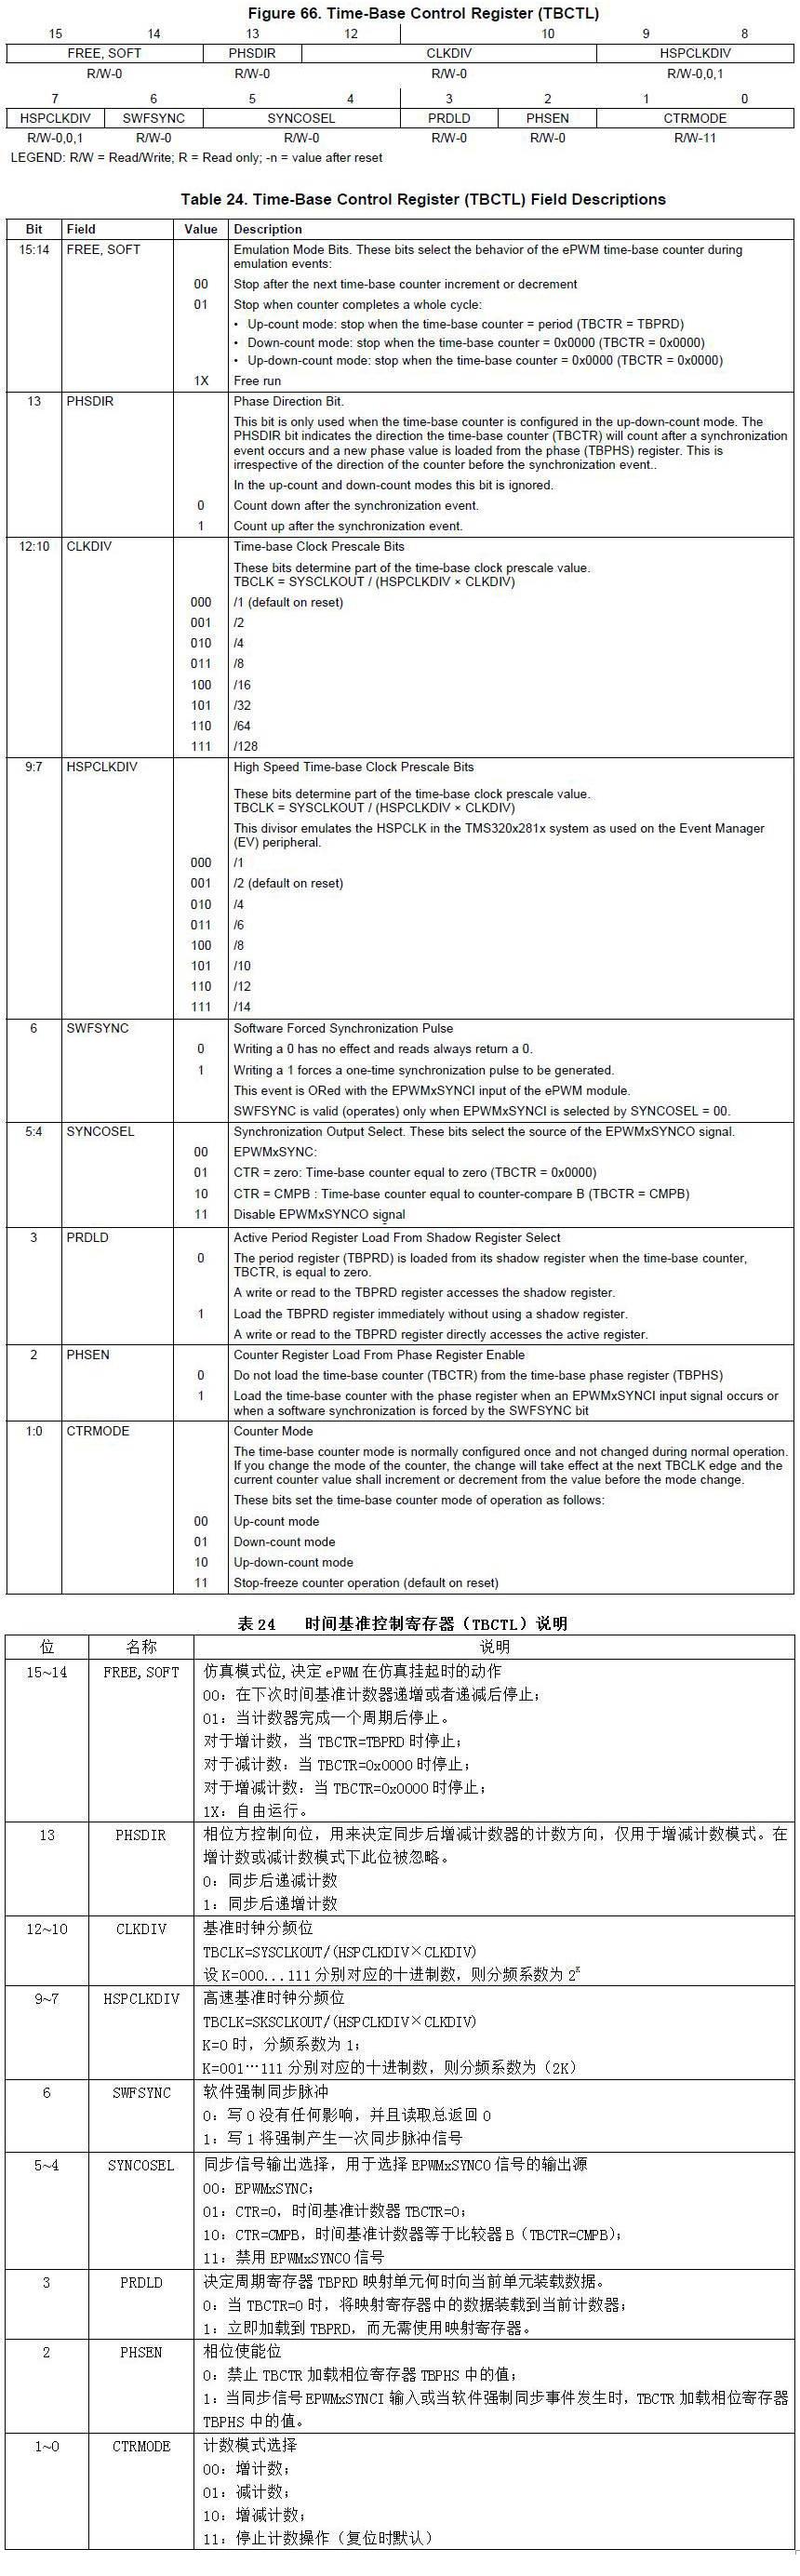 Figure 66. Time-Base Control Register (TBCTL)
15 14 13 12 10 9 8
FREE, SOFT PHSDIR CLKDIV HSPCLKDIV
R/W-0 R/W-0 R/W-0 R/W-0,0,1
7 6 5 4 3 2 1 0
HSPCLKDIV SWFSYNC SYNCOSEL PRDLD PHSEN CTRMODE
R/W-0,0,1 R/W-0 R/W-0 R/W-0 R/W-0 R/W-11
LEGEND: R/W = Read/Write; R = Read only; -n = value after reset
Table 24. Time-Base Control Register (TBCTL) Field Descriptions
Bit Field Value Description
15:14 FREE, SOFT Emulation Mode Bits. These bits select the behavior of the ePWM time-base counter during
emulation events:
00 Stop after the next time-base counter increment or decrement
01 Stop when counter completes a whole cycle:
• Up-count mode: stop when the time-base counter = period (TBCTR = TBPRD)
• Down-count mode: stop when the time-base counter = 0x0000 (TBCTR = 0x0000)
• Up-down-count mode: stop when the time-base counter = 0x0000 (TBCTR = 0x0000)
1X Free run
13 PHSDIR Phase Direction Bit.
This bit is only used when the time-base counter is configured in the up-down-count mode. The
PHSDIR bit indicates the direction the time-base counter (TBCTR) will count after a synchronization
event occurs and a new phase value is loaded from the phase (TBPHS) register. This is
irrespective of the direction of the counter before the synchronization event..
In the up-count and down-count modes this bit is ignored.
0 Count down after the synchronization event.
1 Count up after the synchronization event.
12:10 CLKDIV Time-base Clock Prescale Bits
These bits determine part of the time-base clock prescale value.
TBCLK = SYSCLKOUT / (HSPCLKDIV × CLKDIV)
000 /1 (default on reset)
001 /2
010 /4
011 /8
100 /16
101 /32
110 /64
111 /128
9:7 HSPCLKDIV High Speed Time-base Clock Prescale Bits
These bits determine part of the time-base clock prescale value.
TBCLK = SYSCLKOUT / (HSPCLKDIV × CLKDIV)
This divisor emulates the HSPCLK in the TMS320x281x system as used on the Event Manager
(EV) peripheral.
000 /1
001 /2 (default on reset)
010 /4
011 /6
100 /8
101 /10
110 /12
111 /14
6 SWFSYNC Software Forced Synchronization Pulse
0 Writing a 0 has no effect and reads always return a 0.
1 Writing a 1 forces a one-time synchronization pulse to be generated.
This event is ORed with the EPWMxSYNCI input of the ePWM module.
SWFSYNC is valid (operates) only when EPWMxSYNCI is selected by SYNCOSEL = 00.
5:4 SYNCOSEL Synchronization Output Select. These bits select the source of the EPWMxSYNCO signal.
00 EPWMxSYNC:
01 CTR = zero: Time-base counter equal to zero (TBCTR = 0x0000)
10 CTR = CMPB : Time-base counter equal to counter-compare B (TBCTR = CMPB)
11 Disable EPWMxSYNCO signal
3 PRDLD Active Period Register Load From Shadow Register Select
0 The period register (TBPRD) is loaded from its shadow register when the time-base counter,
TBCTR, is equal to zero.
A write or read to the TBPRD register accesses the shadow register.
1 Load the TBPRD register immediately without using a shadow register.
A write or read to the TBPRD register directly accesses the active register.
2 PHSEN Counter Register Load From Phase Register Enable
0 Do not load the time-base counter (TBCTR) from the time-base phase register (TBPHS)
1 Load the time-base counter with the phase register when an EPWMxSYNCI input signal occurs or
when a software synchronization is forced by the SWFSYNC bit
1:0 CTRMODE Counter Mode
The time-base counter mode is normally configured once and not changed during normal operation.
If you change the mode of the counter, the change will take effect at the next TBCLK edge and the
current counter value shall increment or decrement from the value before the mode change.
These bits set the time-base counter mode of operation as follows:
00 Up-count mode
01 Down-count mode
10 Up-down-count mode
11 Stop-freeze counter operation (default on reset)
表 24 时间基准控制寄存器（TBCTL）说明
位 名称 说明
15~14 FREE, SOFT 仿真模式位, 决定 ePWM 在仿真挂起时的动作
00：在下次时间基准计数器递增或者递减后停止；
01：当计数器完成一个周期后停止。
对于增计数，当 TBCTR=TBPRD 时停止；
对于减计数：当 TBCTR=0x0000 时停止；
对于增减计数：当 TBCTR=0x0000 时停止；
1X：自由运行。
13 PHSDIR 相位方控制向位，用来决定同步后增减计数器的计数方向，仅用于增减计数模式。在
增计数或减计数模式下此位被忽略。
0：同步后递减计数
1：同步后递增计数
12~10 CLKDIV 基准时钟分频位
TBCLK=SYSCLKOUT/(HSPCLKDIV×CLKDIV)
设 K=000...111 分别对应的十进制数，则分频系数为 2ᴷ
9~7 HSPCLKDIV 高速基准时钟分频位
TBCLK=SKSCLKOUT/(HSPCLKDIV×CLKDIV)
K=0 时，分频系数为 1；
K=001…111 分别对应的十进制数，则分频系数为（2K）
6 SWFSYNC 软件强制同步脉冲
0：写 0 没有任何影响，并且读取总返回 0
1：写 1 将强制产生一次同步脉冲信号
5~4 SYNCOSEL 同步信号输出选择，用于选择 EPWMxSYNCO 信号的输出源
00：EPWMxSYNC；
01：CTR=0，时间基准计数器 TBCTR=0；
10：CTR=CMPB，时间基准计数器等于比较器 B（TBCTR=CMPB）；
11：禁用 EPWMxSYNCO 信号
3 PRDLD 决定周期寄存器 TBPRD 映射单元何时向当前单元装载数据。
0：当 TBCTR=0 时，将映射寄存器中的数据装载到当前计数器；
1：立即加载到 TBPRD，而无需使用映射寄存器。
2 PHSEN 相位使能位
0：禁止 TBCTR 加载相位寄存器 TBPHS 中的值；
1：当同步信号 EPWMxSYNCI 输入或当软件强制同步事件发生时，TBCTR 加载相位寄存器
TBPHS 中的值。
1~0 CTRMODE 计数模式选择
00：增计数；
01：减计数；
10：增减计数；
11：停止计数操作（复位时默认）